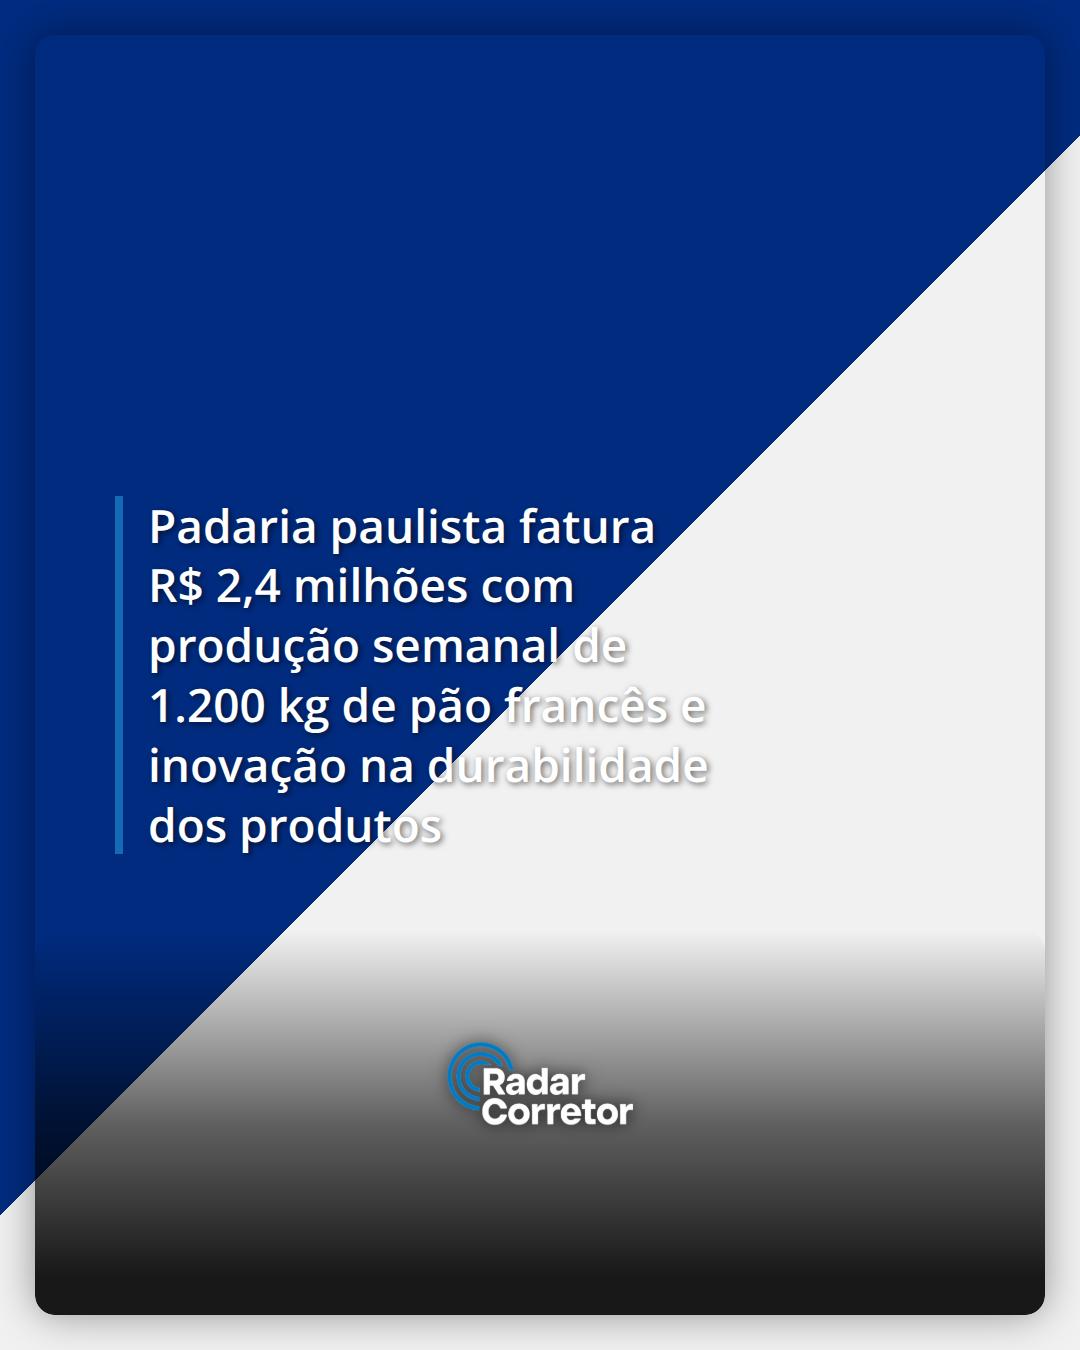 Padaria paulista fatura
R$ 2,4 milhões com
produção semanal de
1.200 kg de pão francês e
inovação na durabilidade
dos produtos
Radar
Corretor